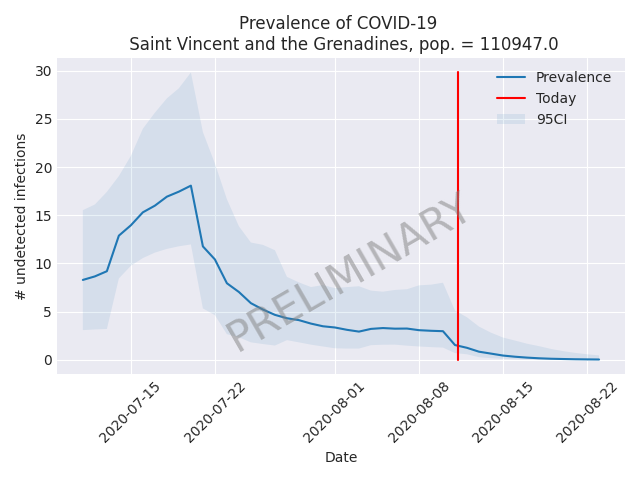 Prevalence of COVID-19
Saint Vincent and the Grenadines, pop. = 110947.0
# undetected infections
30
25
20
15
10
5
0
Prevalence
Today
95CI
PRELIMINARY
2020-07-15
2020-07-22
2020-08-01
2020-08-08
2020-08-15
2020-08-22
Date